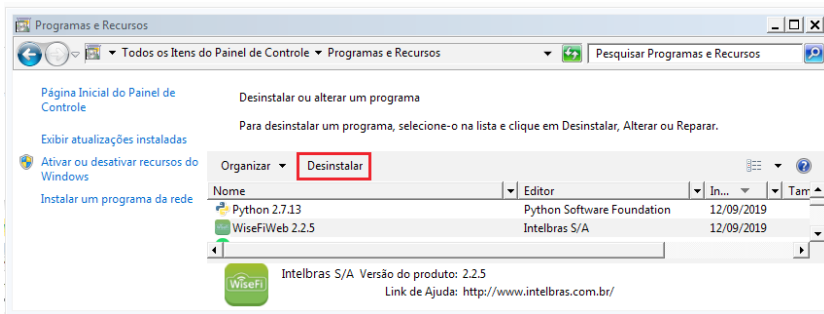 Programas e Recursos
Todos os Itens do Painel de Controle Programas e Recursos Pesquisar Programas e Recursos
Página Inicial do Painel de Controle
Exibir atualizações instaladas
Ativar ou desativar recursos do Windows
Instalar um programa da rede
Desinstalar ou alterar um programa
Para desinstalar um programa, selecione-o na lista e clique em Desinstalar, Alterar ou Reparar.
Organizar Desinstalar
Nome Editor In... Tam
Python 2.7.13 Python Software Foundation 12/09/2019
WiseFiWeb 2.2.5 Intelbras S/A 12/09/2019
WiseFi
Intelbras S/A Versão do produto: 2.2.5
Link de Ajuda: http://www.intelbras.com.br/